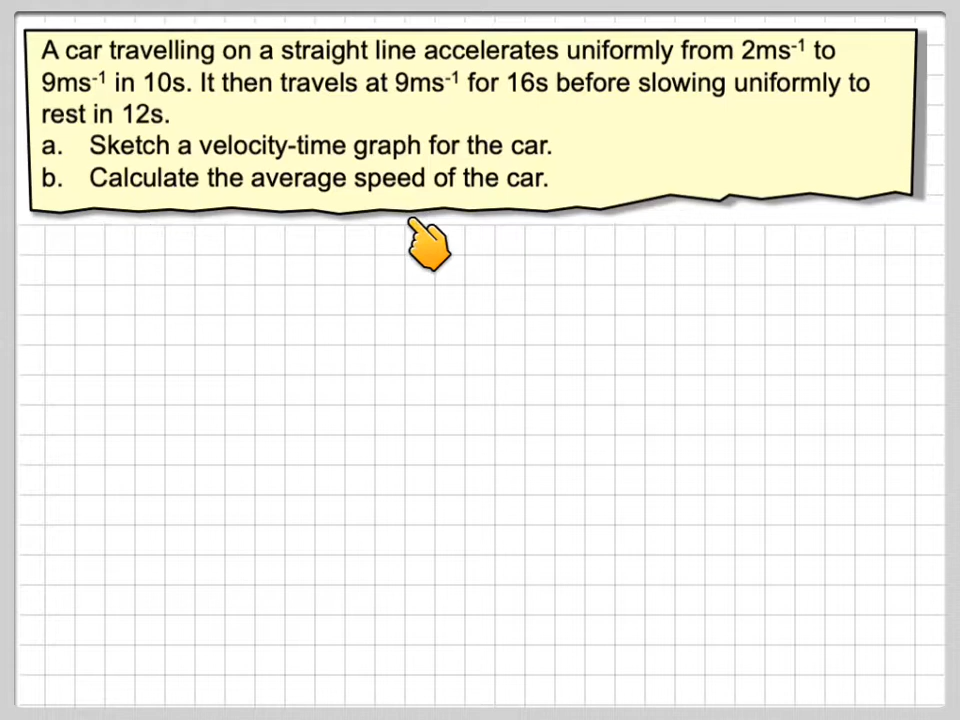 A car travelling on a straight line accelerates uniformly from 2ms⁻¹ to
9ms⁻¹ in 10s. It then travels at 9ms⁻¹ for 16s before slowing uniformly to
rest in 12s.
a. Sketch a velocity-time graph for the car.
b. Calculate the average speed of the car.